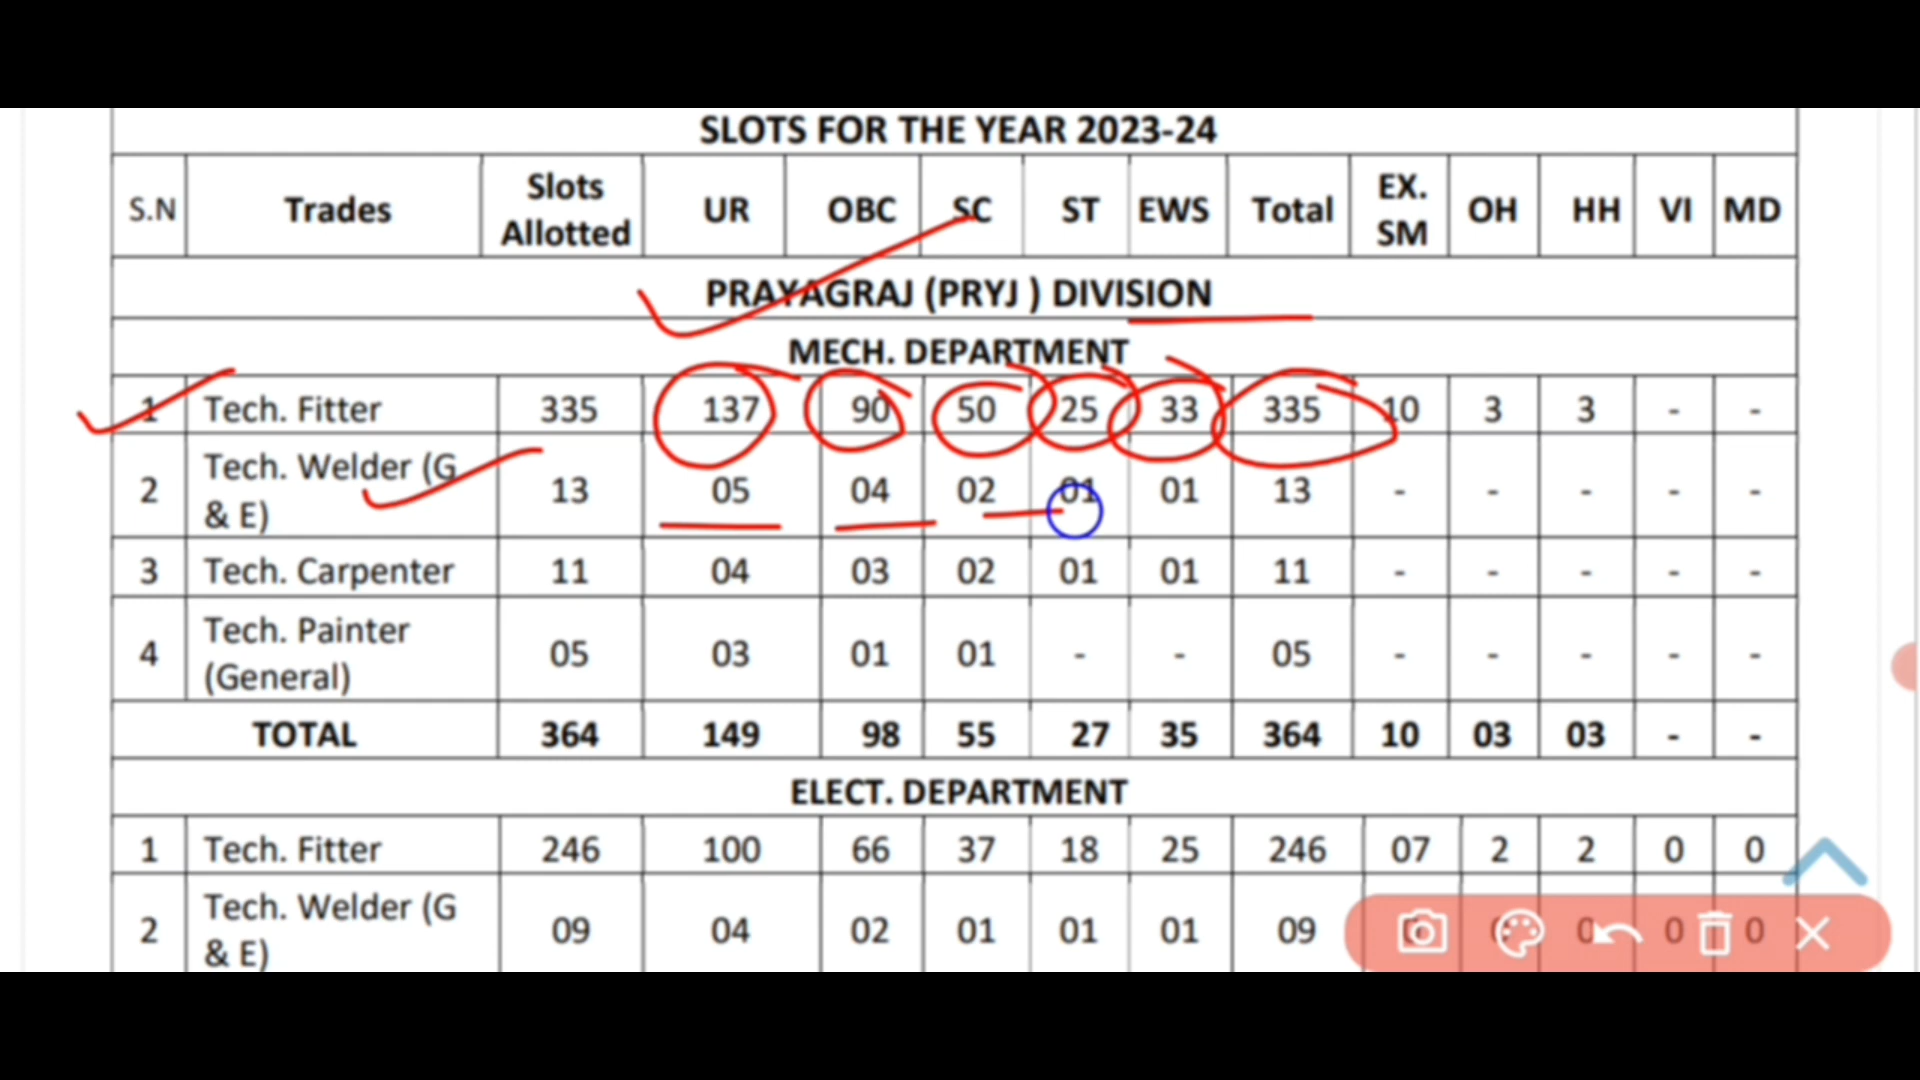 SLOTS FOR THE YEAR 2023-24
S.N Trades Slots Allotted UR OBC SC ST EWS Total EX. SM OH HH VI MD
PRAYAGRAJ (PRYJ ) DIVISION
MECH. DEPARTMENT
1 Tech. Fitter 335 137 90 50 25 33 335 10 3 3 - -
2 Tech. Welder (G & E) 13 05 04 02 01 01 13 - - - - -
3 Tech. Carpenter 11 04 03 02 01 01 11 - - - - -
4 Tech. Painter (General) 05 03 01 01 - - 05 - - - - -
TOTAL 364 149 98 55 27 35 364 10 03 03 - -
ELECT. DEPARTMENT
1 Tech. Fitter 246 100 66 37 18 25 246 07 2 2 0 0
2 Tech. Welder (G & E) 09 04 02 01 01 01 09 0 0 0 0